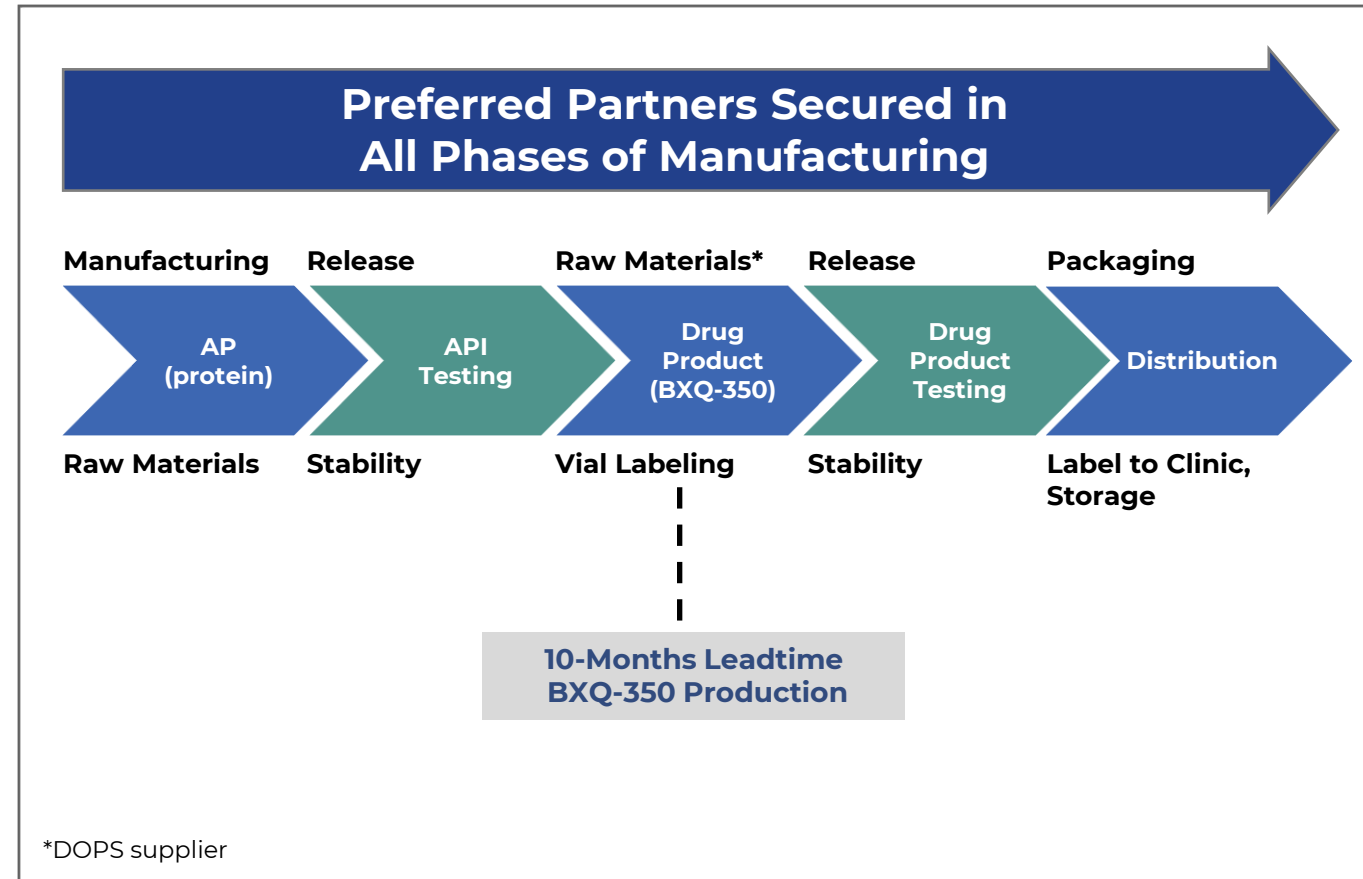 Preferred Partners Secured in
All Phases of Manufacturing
Manufacturing
Release
Raw Materials*
Release
Packaging
AP
(protein)
API
Testing
Drug
Product
(BXQ-350)
Drug
Product
Testing
Distribution
Raw Materials
Stability
Vial Labeling
Stability
Label to Clinic,
Storage
10-Months Leadtime
BXQ-350 Production
*DOPS supplier